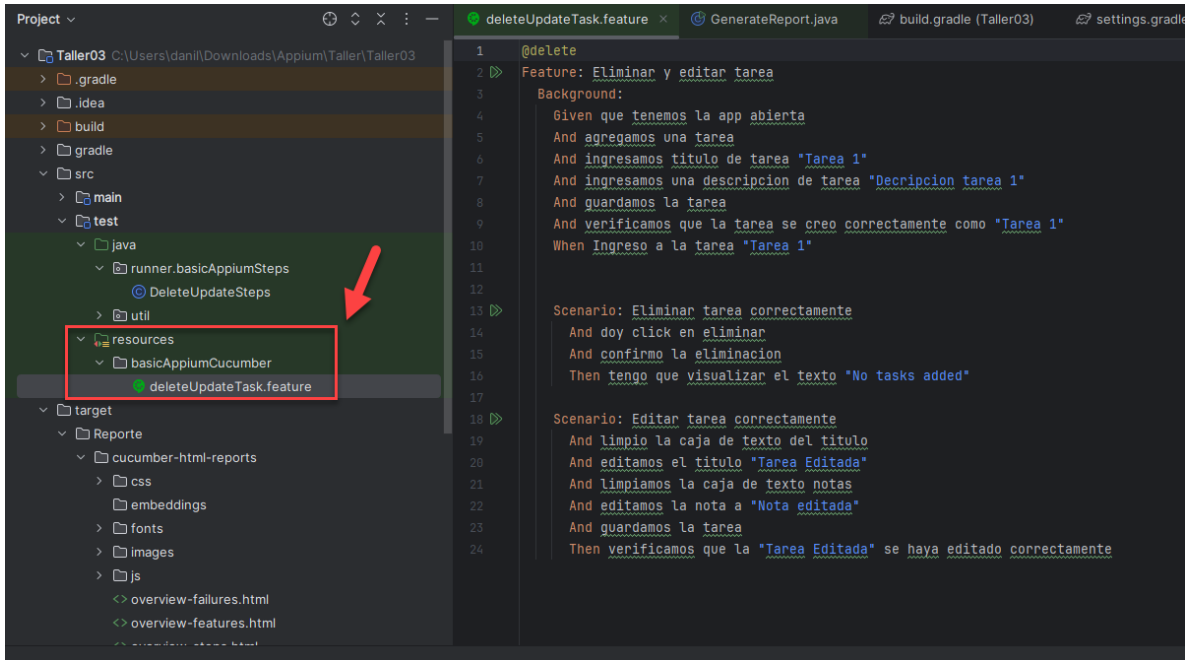 Project
Taller03 C:\Users\danil\Downloads\Appium\Taller\Taller03
.gradle
.idea
build
gradle
src
main
test
java
runner.basicAppiumSteps
DeleteUpdateSteps
util
resources
basicAppiumCucumber
deleteUpdateTask.feature
target
Reporte
cucumber-html-reports
css
embeddings
fonts
images
js
overview-failures.html
overview-features.html
deleteUpdateTask.feature GenerateReport.java build.gradle (Taller03) settings.gradle
1 @delete
2 Feature: Eliminar y editar tarea
3 Background:
4 Given que tenemos la app abierta
5 And agregamos una tarea
6 And ingresamos titulo de tarea "Tarea 1"
7 And ingresamos una descripcion de tarea "Decripcion tarea 1"
8 And guardamos la tarea
9 And verificamos que la tarea se creo correctamente como "Tarea 1"
10 When Ingreso a la tarea "Tarea 1"
11
12
13 Scenario: Eliminar tarea correctamente
14 And doy click en eliminar
15 And confirmo la eliminacion
16 Then tengo que visualizar el texto "No tasks added"
17
18 Scenario: Editar tarea correctamente
19 And limpio la caja de texto del titulo
20 And editamos el titulo "Tarea Editada"
21 And limpiamos la caja de texto notas
22 And editamos la nota a "Nota editada"
23 And guardamos la tarea
24 Then verificamos que la "Tarea Editada" se haya editado correctamente